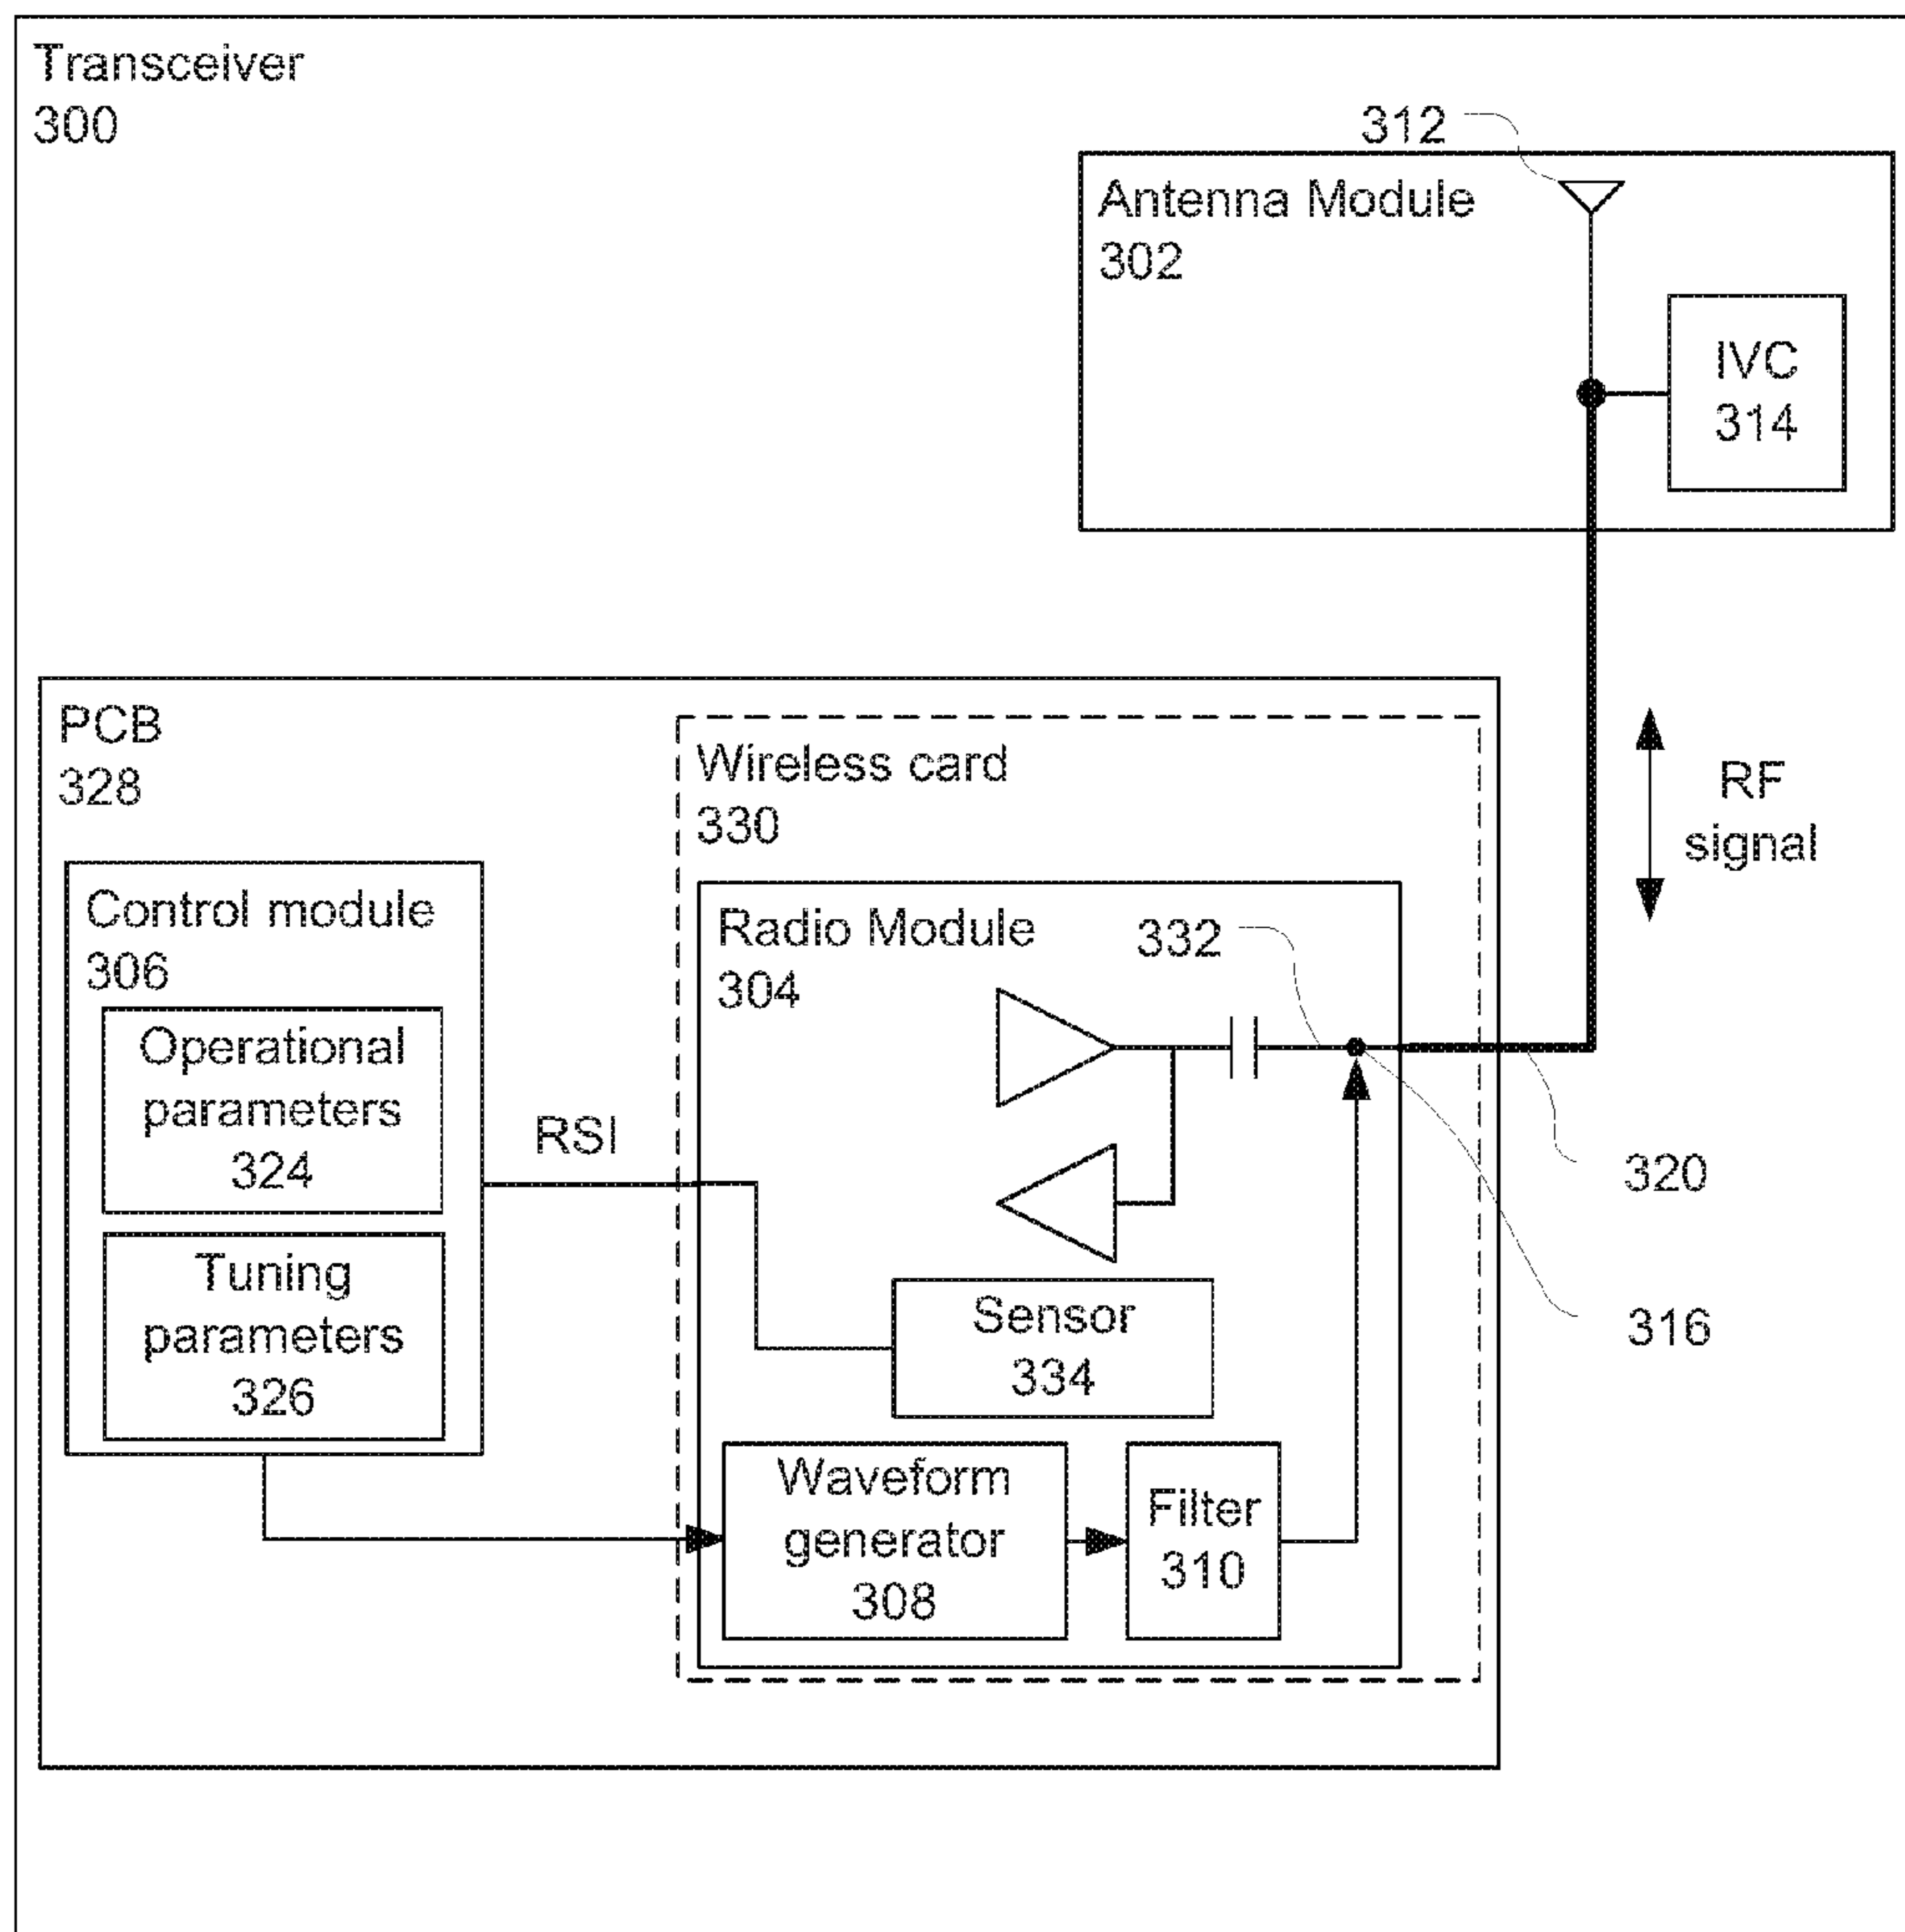 Transceiver
300
312
Antenna Module
302
IVC
314
PCB
328
Wireless card
330
RF
signal
Control module
306
Radio Module
304
332
Operational
parameters
324
RSI
320
Tuning
parameters
326
Sensor
334
316
Waveform
generator
308
Filter
310